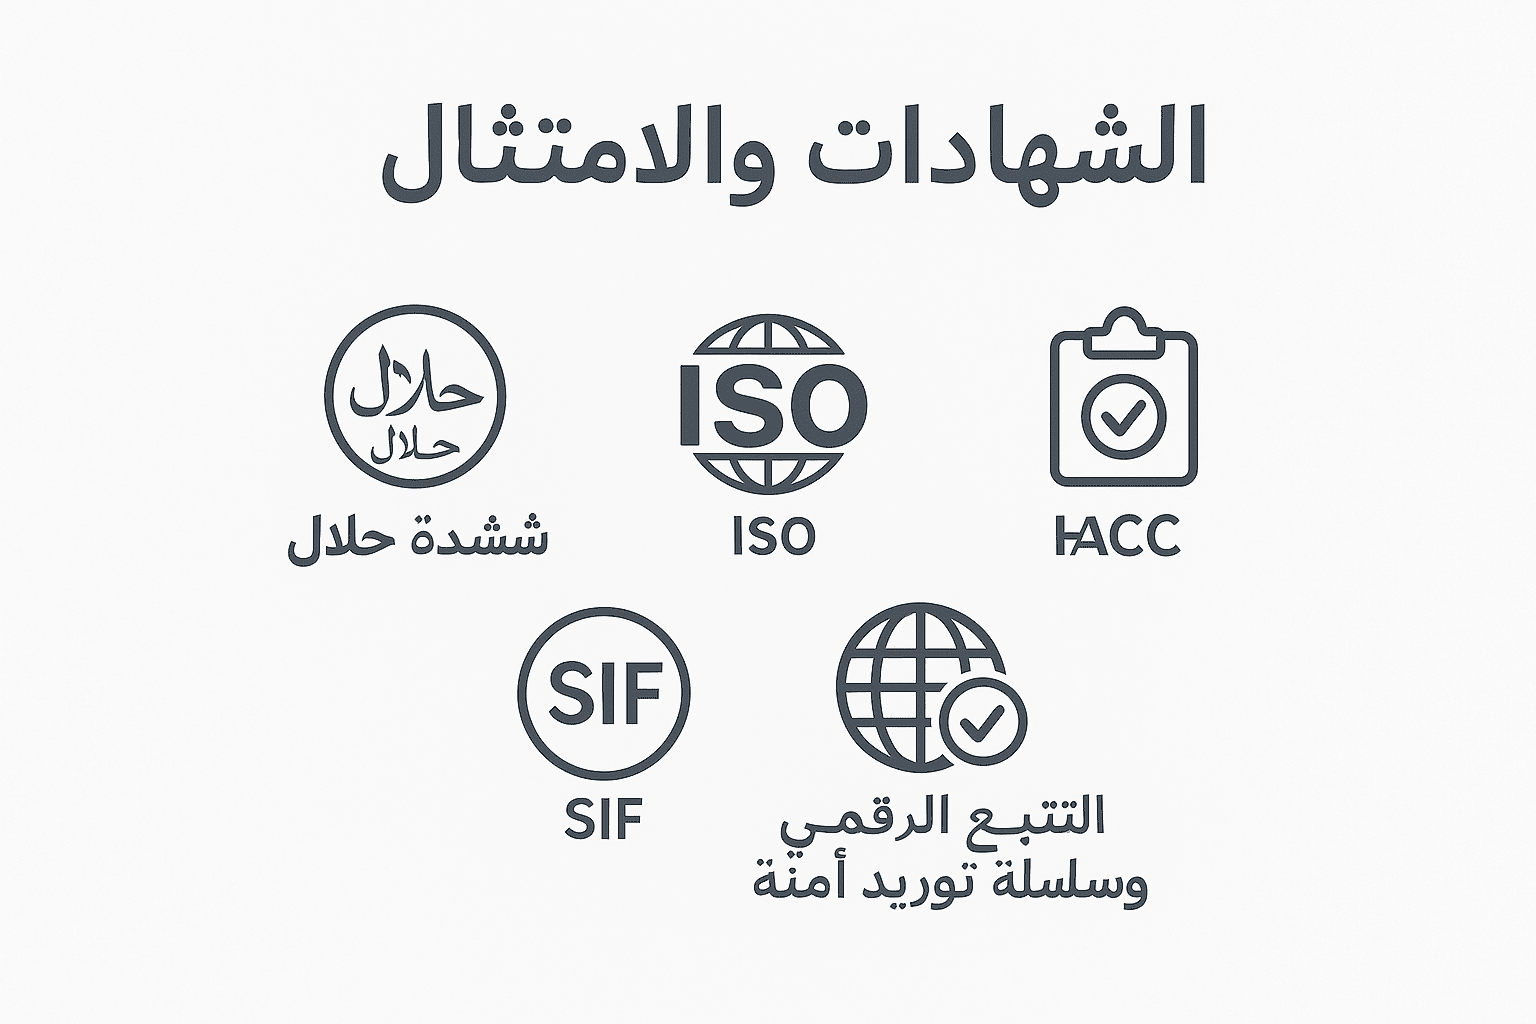 الشهادات والامتثال
حلال
حلال
ششدة حلال
ISO
ISO
HACC
SIF
SIF
التتبع الرقمي
وسلسلة توريد أمنة